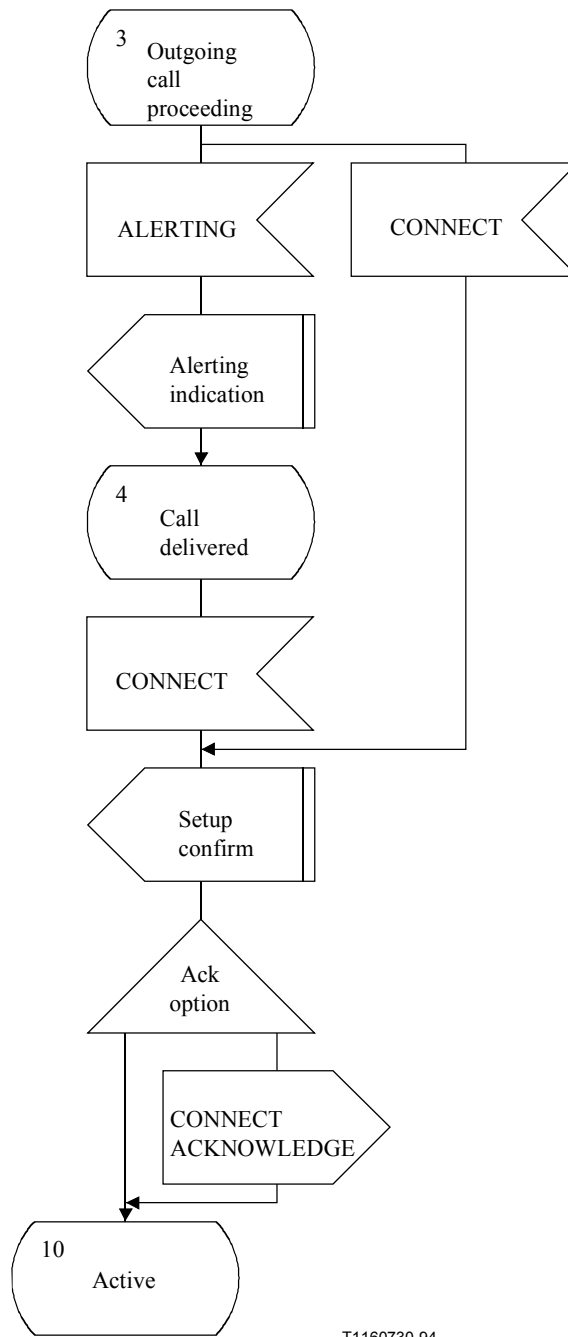 3
Outgoing
call
proceeding
ALERTING
CONNECT
Alerting
indication
4
Call
delivered
CONNECT
Setup
confirm
Ack
option
CONNECT
ACKNOWLEDGE
10
Active
T1160730-94